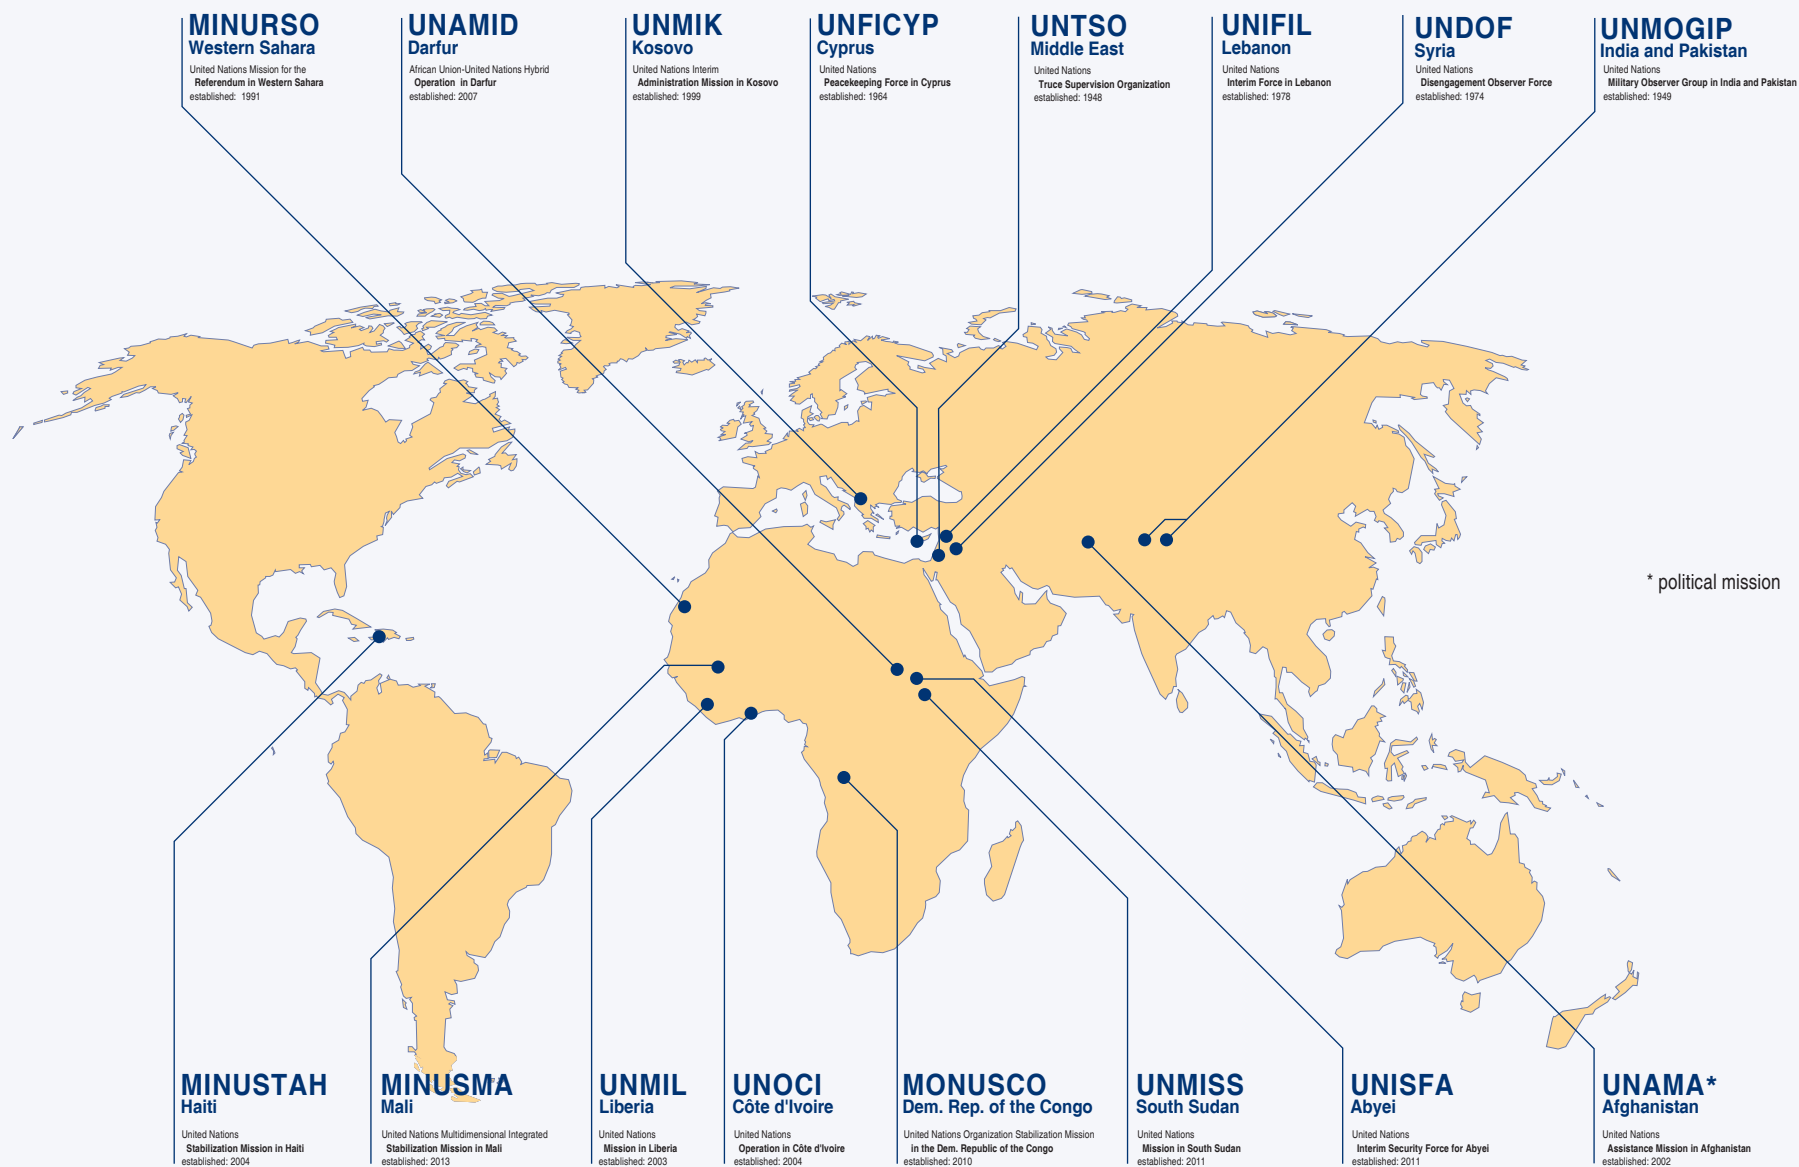 MINURSO
Western Sahara
United Nations Mission for the
Referendum in Western Sahara
established: 1991
UNAMID
Darfur
African Union-United Nations Hybrid
Operation in Darfur
established: 2007
UNMIK
Kosovo
United Nations Interim
Administration Mission in Kosovo
established: 1999
UNFICYP
Cyprus
United Nations
Peacekeeping Force in Cyprus
established: 1964
UNTSO
Middle East
United Nations
Truce Supervision Organization
established: 1948
UNIFIL
Lebanon
United Nations
Interim Force in Lebanon
established: 1978
UNDOF
Syria
United Nations
Disengagement Observer Force
established: 1974
UNMOGIP
India and Pakistan
United Nations
Military Observer Group in India and Pakistan
established: 1949
* political mission
MINUSTAH
Haiti
United Nations
Stabilization Mission in Haiti
established: 2004
MINUSMA
Mali
United Nations Multidimensional Integrated
Stabilization Mission in Mali
established: 2013
UNMIL
Liberia
United Nations
Mission in Liberia
established: 2003
UNOCI
Côte d'Ivoire
United Nations
Operation in Côte d'Ivoire
established: 2004
MONUSCO
Dem. Rep. of the Congo
United Nations Organization Stabilization Mission
in the Dem. Republic of the Congo
established: 2010
UNMISS
South Sudan
United Nations
Mission in South Sudan
established: 2011
UNISFA
Abyei
United Nations
Interim Security Force for Abyei
established: 2011
UNAMA*
Afghanistan
United Nations
Assistance Mission in Afghanistan
established: 2002